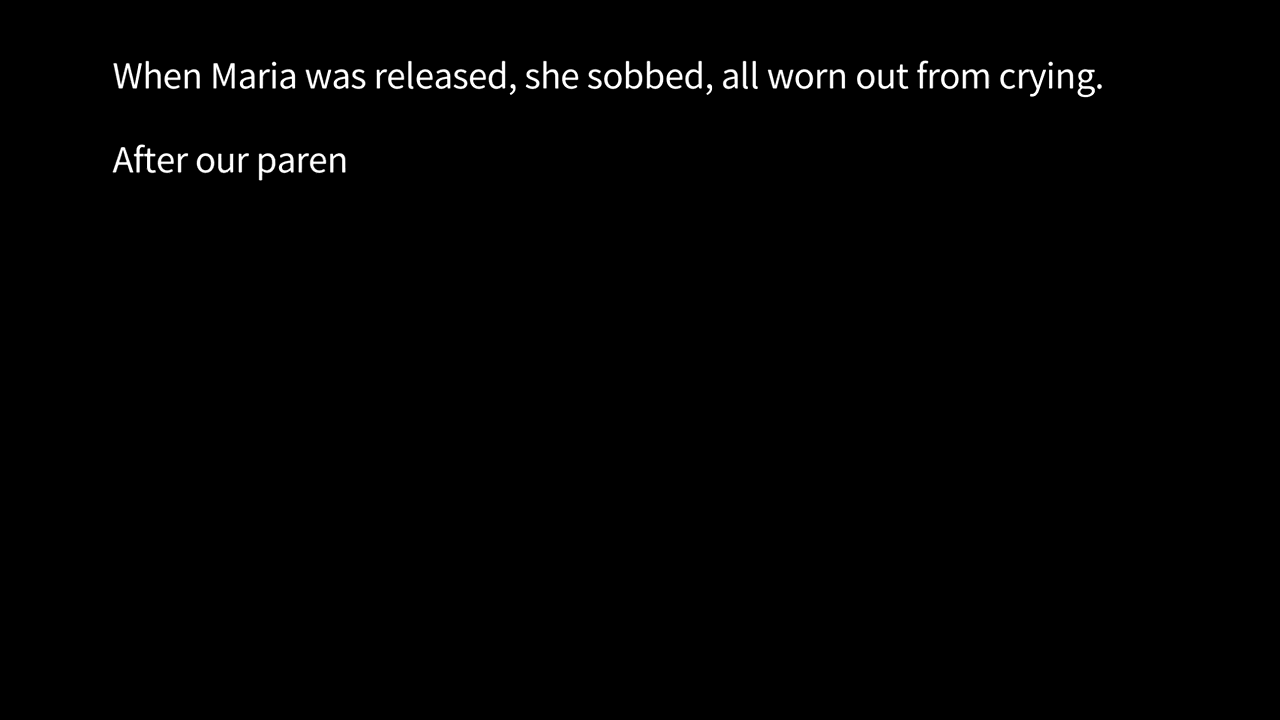 When Maria was released, she sobbed, all worn out from crying.
After our paren